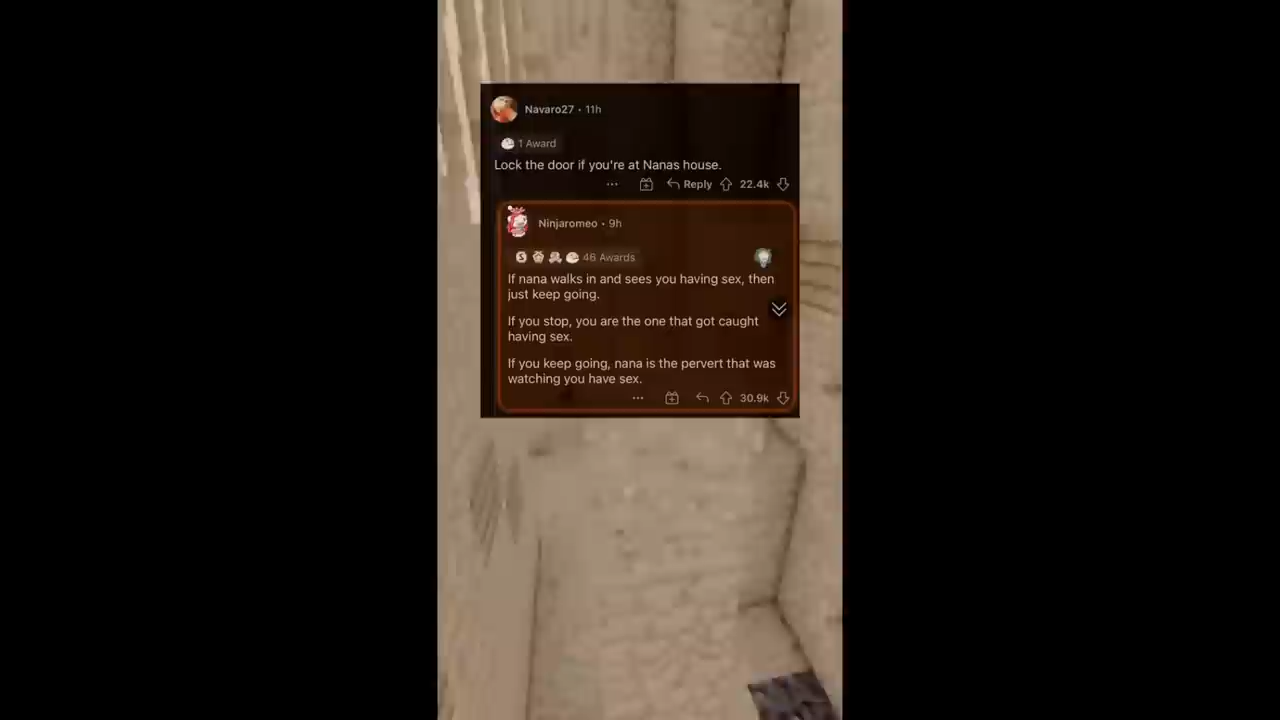 Navaro27 • 11h
1 Award
Lock the door if you're at Nanas house.
Reply 22.4k
Ninjaromeo • 9h
46 Awards
If nana walks in and sees you having sex, then
just keep going.
If you stop, you are the one that got caught
having sex.
If you keep going, nana is the pervert that was
watching you have sex.
30.9k